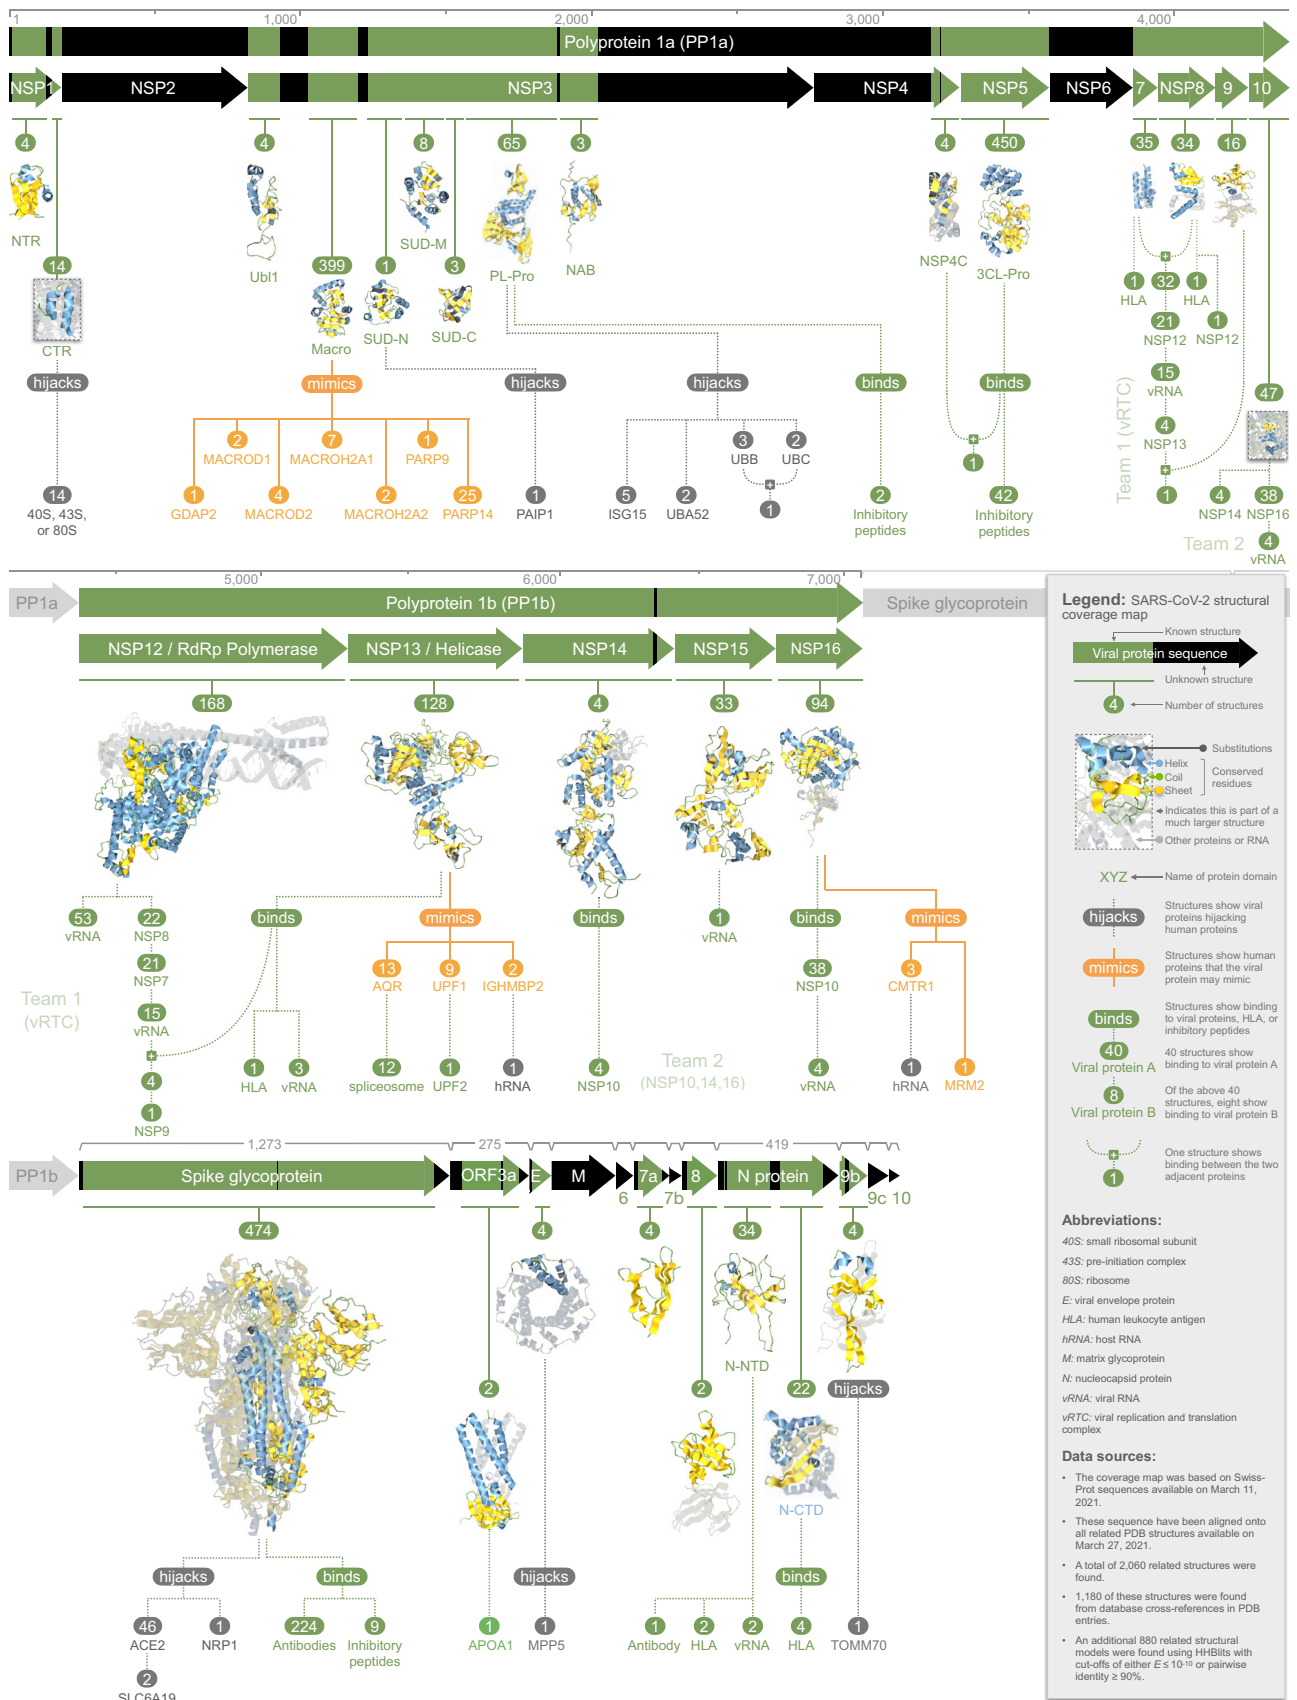 1
1,000
2,000
3,000
4,000
Polyprotein 1a (PP1a)
NSP1
NSP2
NSP3
NSP4
NSP5
NSP6
7
NSP8
9
10
4
4
8
65
3
4
450
35
34
16
NTR
Ubl1
SUD-M
PL-Pro
NAB
NSP4C
3CL-Pro
14
399
1
3
CTR
Macro
SUD-N
SUD-C
+
1
32
1
HLA
HLA
21
1
NSP12
NSP12
hijacks
mimics
hijacks
hijacks
binds
binds
15
vRNA
47
2
7
1
3
2
4
MACROD1
MACROH2A1
PARP9
UBB
UBC
NSP13
+
+
+
1
Team 1 (vRTC)
14
1
4
2
25
1
5
2
1
2
42
1
4
38
40S, 43S,
or 80S
GDAP2
MACROD2
MACROH2A2
PARP14
PAIP1
ISG15
UBA52
Inhibitory
peptides
Inhibitory
peptides
NSP14
NSP16
Team 2
4
vRNA
5,000
6,000
7,000
PP1a
Polyprotein 1b (PP1b)
Spike glycoprotein
NSP12 / RdRp Polymerase
NSP13 / Helicase
NSP14
NSP15
NSP16
168
128
4
33
94
53
22
binds
mimics
binds
1
binds
mimics
vRNA
NSP8
vRNA
21
13
9
2
38
3
NSP7
AQR
UPF1
IGHMBP2
NSP10
CMTR1
Team 1
(vRTC)
15
vRNA
+
4
1
3
12
1
1
4
4
1
1
HLA
vRNA
spliceosome
UPF2
hRNA
NSP10
Team 2
(NSP10,14,16)
vRNA
hRNA
MRM2
1
NSP9
1,273
275
419
PP1b
Spike glycoprotein
ORF3a
E
M
6
7a
7b
8
N protein
9b
9c
10
474
4
4
34
4
N-NTD
2
2
22
hijacks
N-CTD
hijacks
binds
hijacks
binds
46
1
224
9
1
1
1
2
2
4
1
ACE2
NRP1
Antibodies
Inhibitory
peptides
APOA1
MPP5
Antibody
HLA
vRNA
HLA
TOMM70
2
SLC6A19
Legend: SARS-CoV-2 structural
coverage map
Known structure
Viral protein sequence
Unknown structure
4
Number of structures
Substitutions
Helix
Coil
Sheet
Conserved
residues
Indicates this is part of a
much larger structure
Other proteins or RNA
XYZ
Name of protein domain
hijacks
Structures show viral
proteins hijacking
human proteins
mimics
Structures show human
proteins that the viral
protein may mimic
binds
Structures show binding
to viral proteins, HLA, or
inhibitory peptides
40
Viral protein A
40 structures show
binding to viral protein A
8
Viral protein B
Of the above 40
structures, eight show
binding to viral protein B
+
1
One structure shows
binding between the two
adjacent proteins
Abbreviations:
40S: small ribosomal subunit
43S: pre-initiation complex
80S: ribosome
E: viral envelope protein
HLA: human leukocyte antigen
hRNA: host RNA
M: matrix glycoprotein
N: nucleocapsid protein
vRNA: viral RNA
vRTC: viral replication and translation
complex
Data sources:
• The coverage map was based on Swiss-
Prot sequences available on March 11,
2021.
• These sequence have been aligned onto
all related PDB structures available on
March 27, 2021.
• A total of 2,060 related structures were
found.
• 1,180 of these structures were found
from database cross-references in PDB
entries.
• An additional 880 related structural
models were found using HHBlits with
cut-offs of either E ≤ 10⁻¹⁰ or pairwise
identity ≥ 90%.